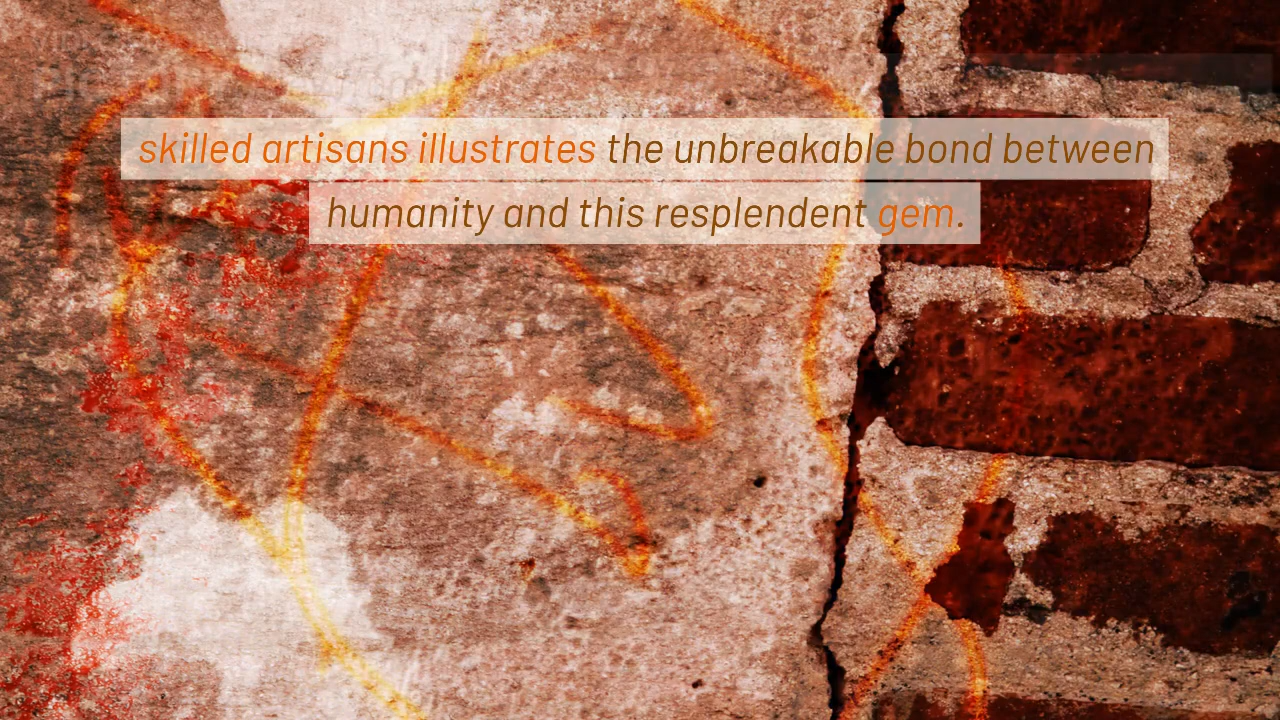 skilled artisans illustrates the unbreakable bond between
humanity and this resplendent gem.